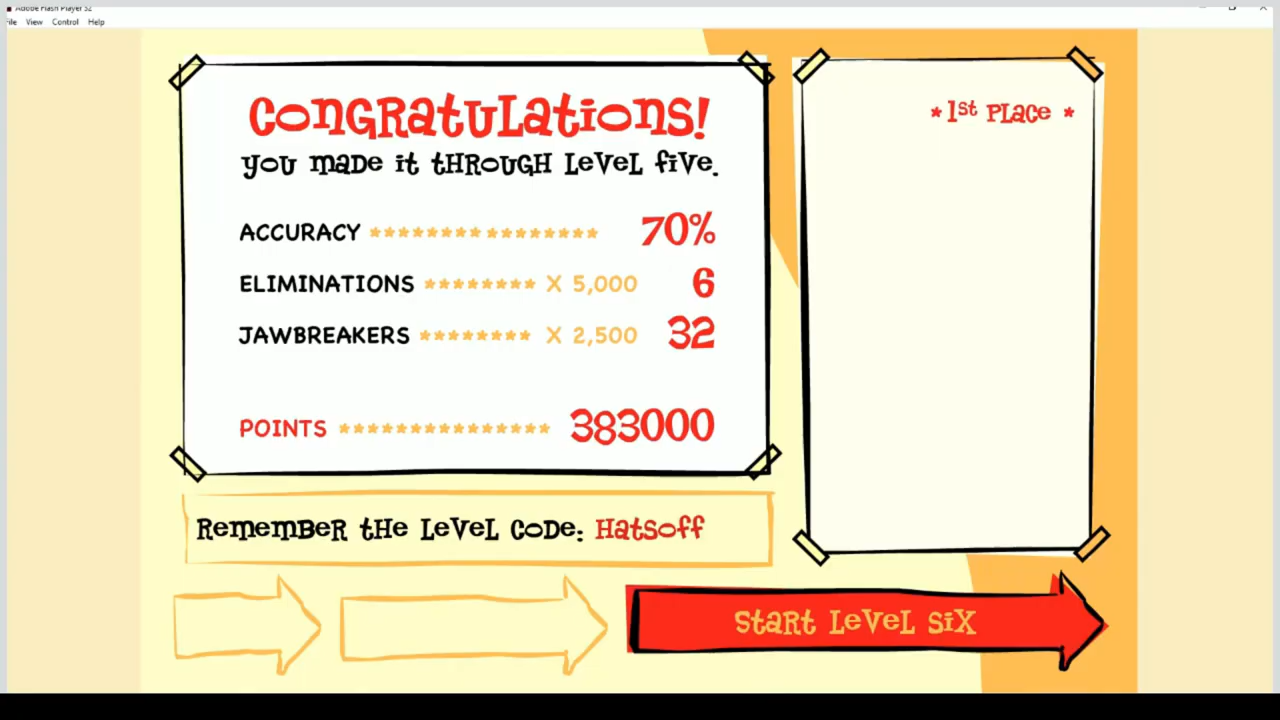 Adobe Flash Player 32
File View Control Help
Congratulations!
you made it through level five.
ACCURACY **************** 70%
ELIMINATIONS ******** X 5,000 6
JAWBREAKERS ******** X 2,500 32
POINTS *************** 383000
Remember the level code: Hatsoff
* 1st Place *
Start Level Six